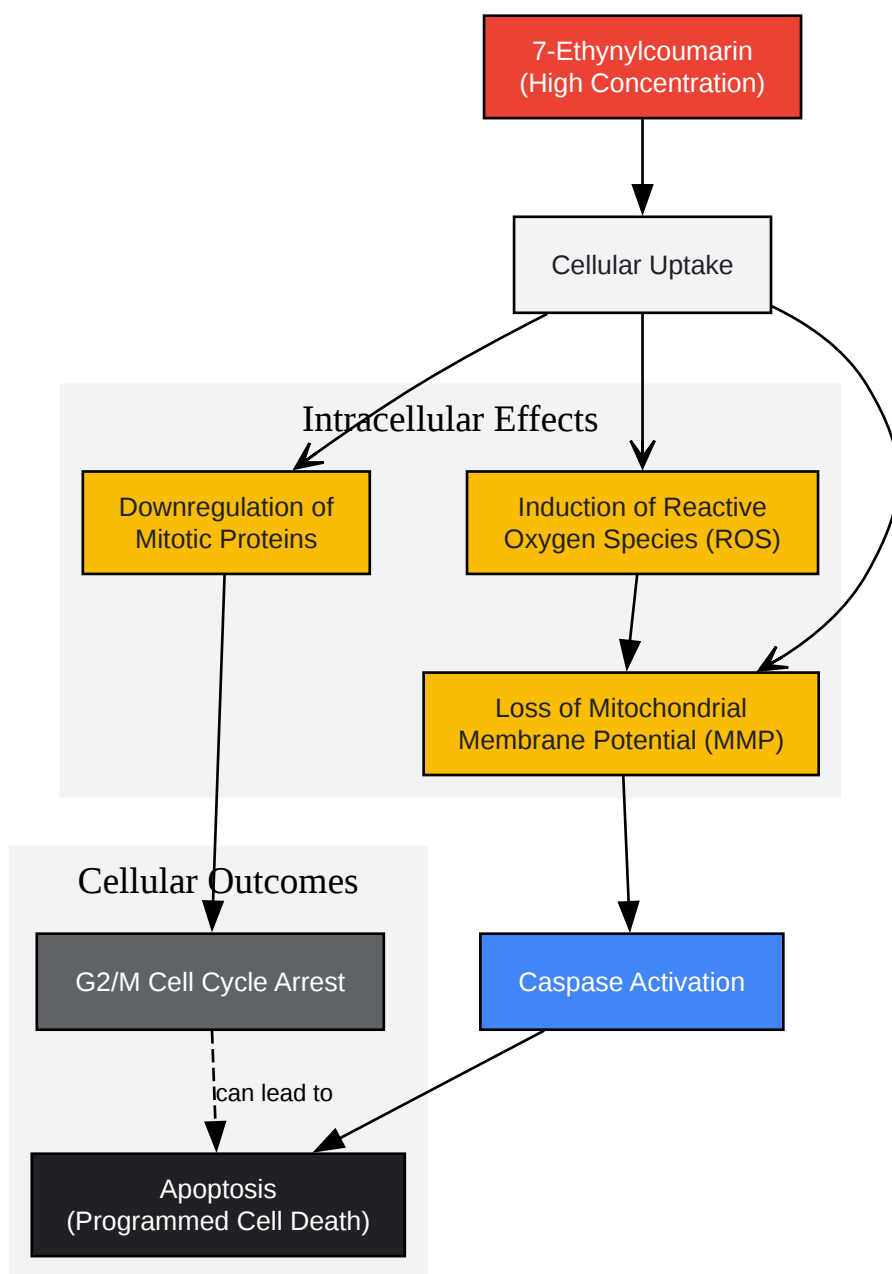 7-Ethynylcoumarin
(High Concentration)
Cellular Uptake
Intracellular Effects
Downregulation of
Mitotic Proteins
Induction of Reactive
Oxygen Species (ROS)
Loss of Mitochondrial
Membrane Potential (MMP)
Cellular Outcomes
G2/M Cell Cycle Arrest
Caspase Activation
can lead to
Apoptosis
(Programmed Cell Death)